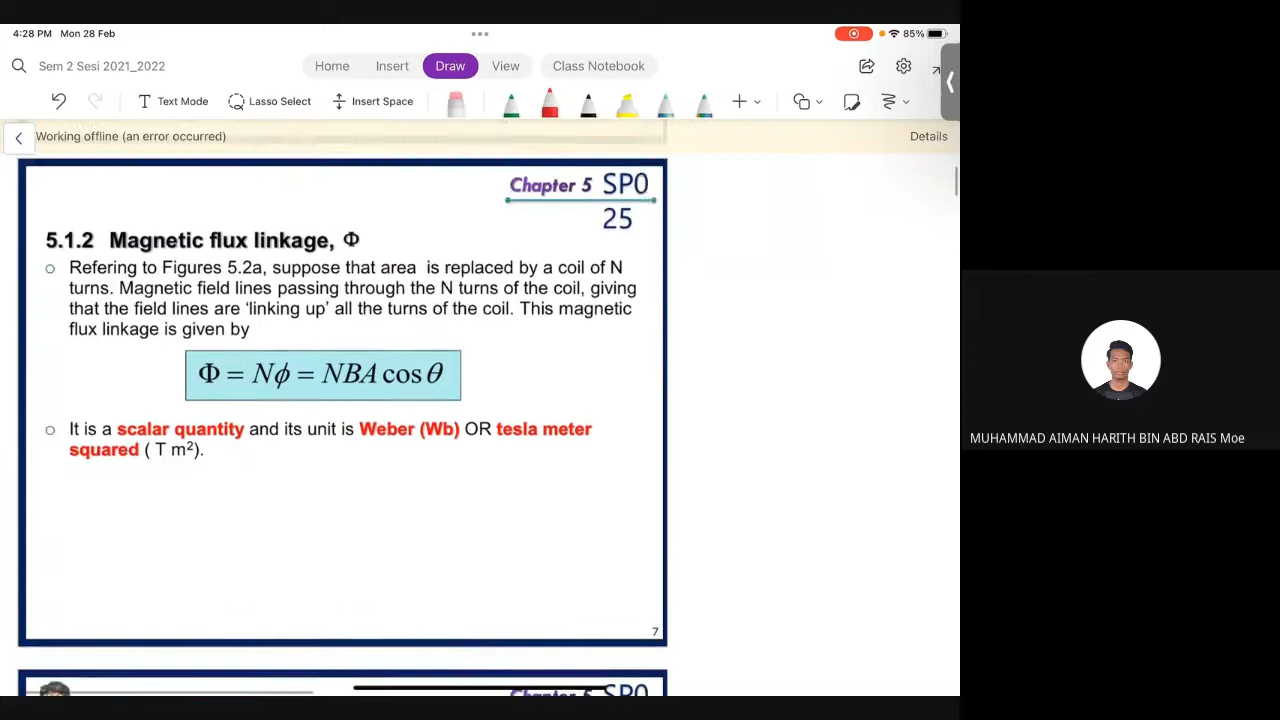 4:28 PM Mon 28 Feb
85%
Sem 2 Sesi 2021_2022
Home Insert Draw View Class Notebook
Text Mode Lasso Select Insert Space
Working offline (an error occurred) Details
Chapter 5 SP0
25
5.1.2 Magnetic flux linkage, Φ
Refering to Figures 5.2a, suppose that area is replaced by a coil of N
turns. Magnetic field lines passing through the N turns of the coil, giving
that the field lines are ‘linking up’ all the turns of the coil. This magnetic
flux linkage is given by
Φ = Nϕ = NBA cos θ
It is a scalar quantity and its unit is Weber (Wb) OR tesla meter
squared ( T m²).
7
Chapter 5 SP0
MUHAMMAD AIMAN HARITH BIN ABD RAIS Moe